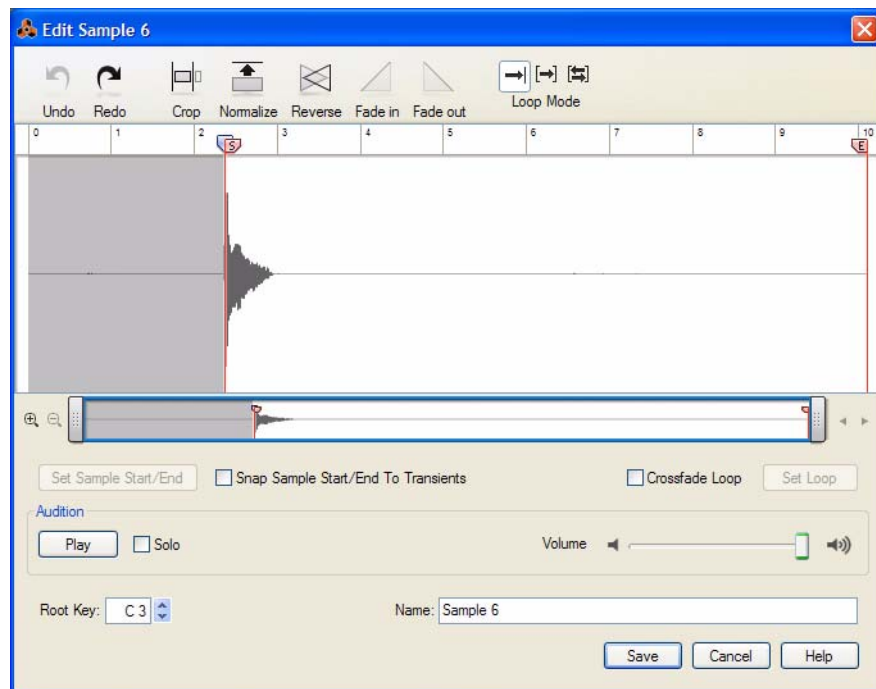 Edit Sample 6
Undo Redo Crop Normalize Reverse Fade in Fade out Loop Mode
0 1 2 3 4 5 6 7 8 9 10
S E
Set Sample Start/End Snap Sample Start/End To Transients Crossfade Loop Set Loop
Audition
Play Solo Volume
Root Key: C 3 Name: Sample 6
Save Cancel Help